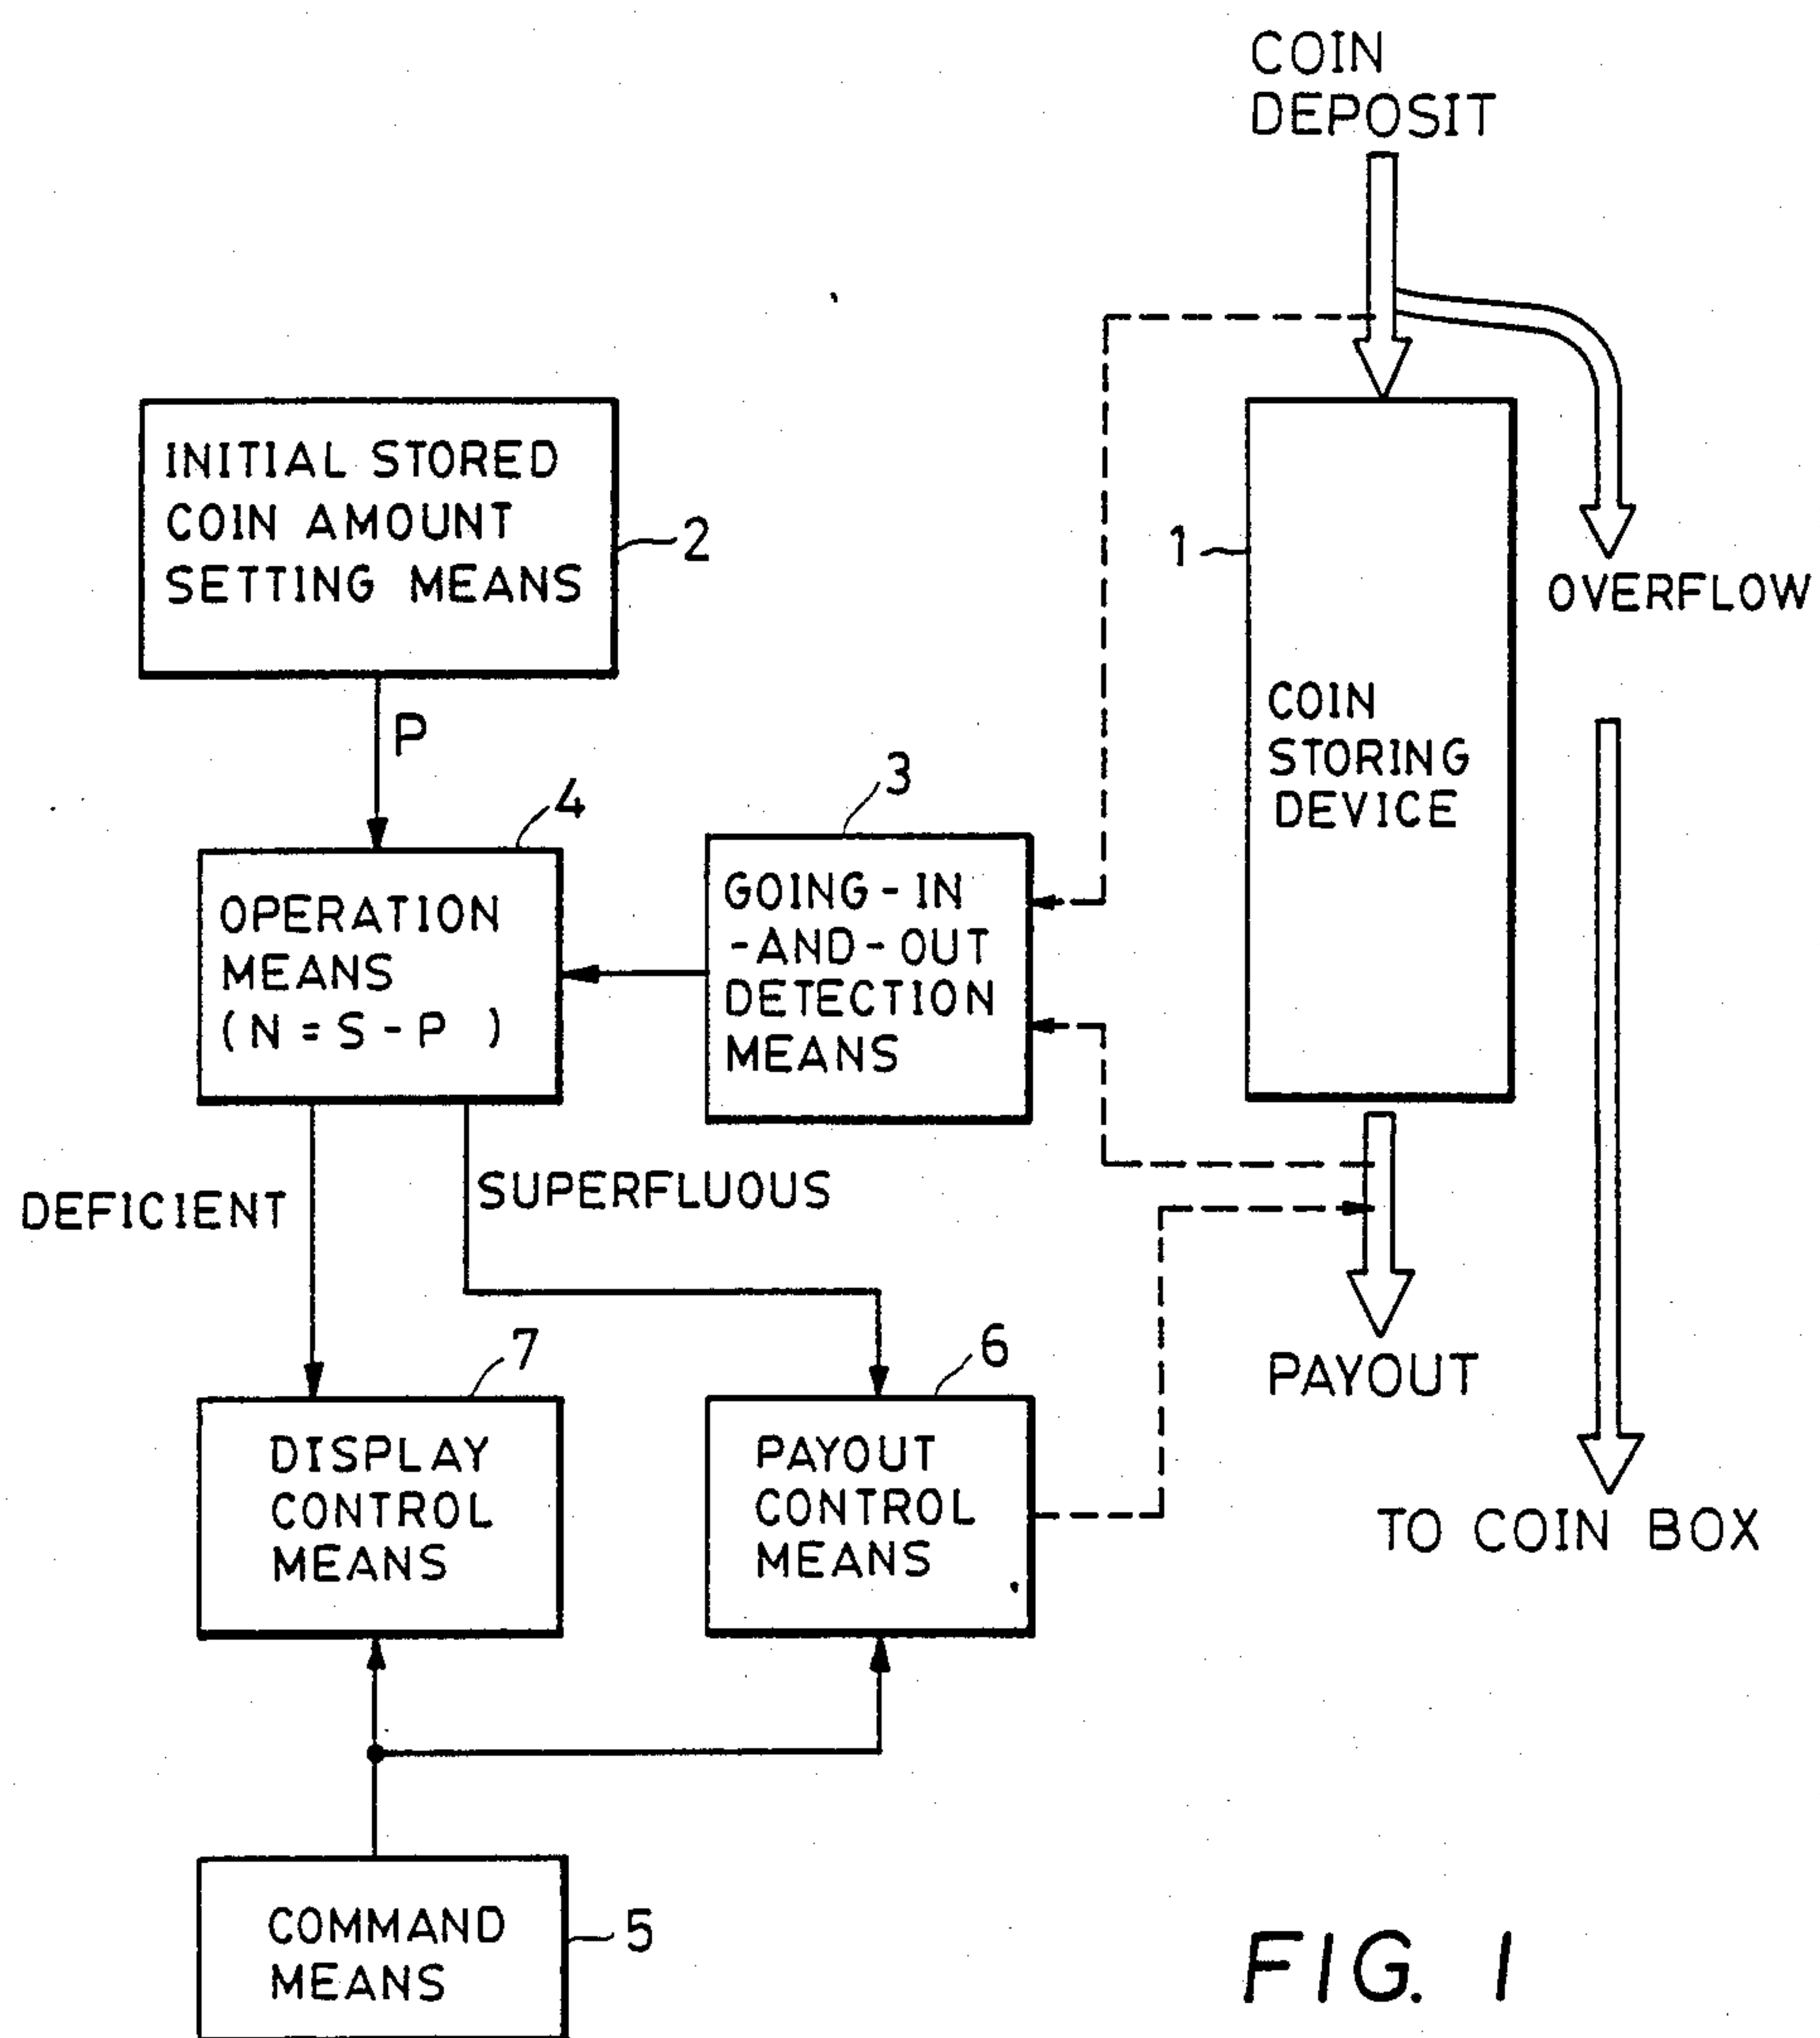 COIN
DEPOSIT
INITIAL STORED
COIN AMOUNT
SETTING MEANS
2
1
OVERFLOW
COIN
STORING
DEVICE
P
4
3
OPERATION
MEANS
(N = S - P )
GOING-IN
-AND-OUT
DETECTION
MEANS
DEFICIENT
SUPERFLUOUS
7
6
PAYOUT
DISPLAY
CONTROL
MEANS
PAYOUT
CONTROL
MEANS
TO COIN BOX
COMMAND
MEANS
5
FIG. 1